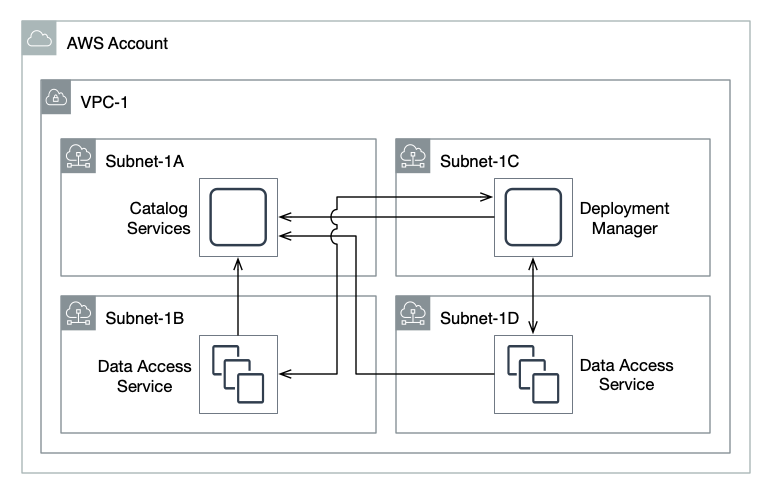 AWS Account
VPC-1
Subnet-1A
Catalog
Services
Subnet-1C
Deployment
Manager
Subnet-1B
Data Access
Service
Subnet-1D
Data Access
Service